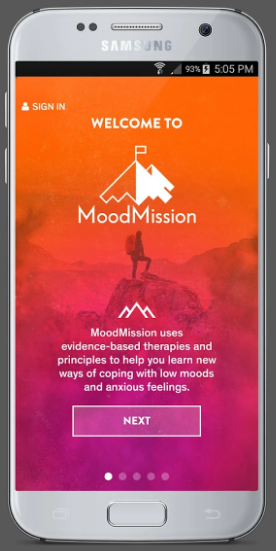 SAMSUNG
93% 5:05 PM
SIGN IN
WELCOME TO
MoodMission
MoodMission uses
evidence-based therapies and
principles to help you learn new
ways of coping with low moods
and anxious feelings.
NEXT